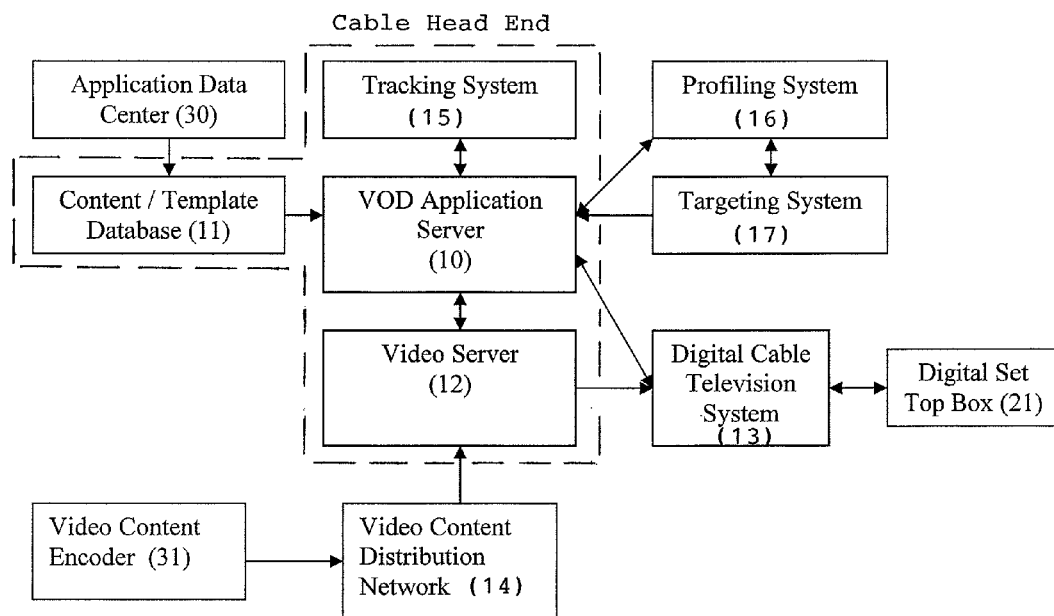 Cable Head End
Application Data
Center (30)
Tracking System
(15)
Profiling System
(16)
Content / Template
Database (11)
VOD Application
Server
(10)
Targeting System
(17)
Video Server
(12)
Digital Cable
Television
System
(13)
Digital Set
Top Box (21)
Video Content
Encoder (31)
Video Content
Distribution
Network (14)